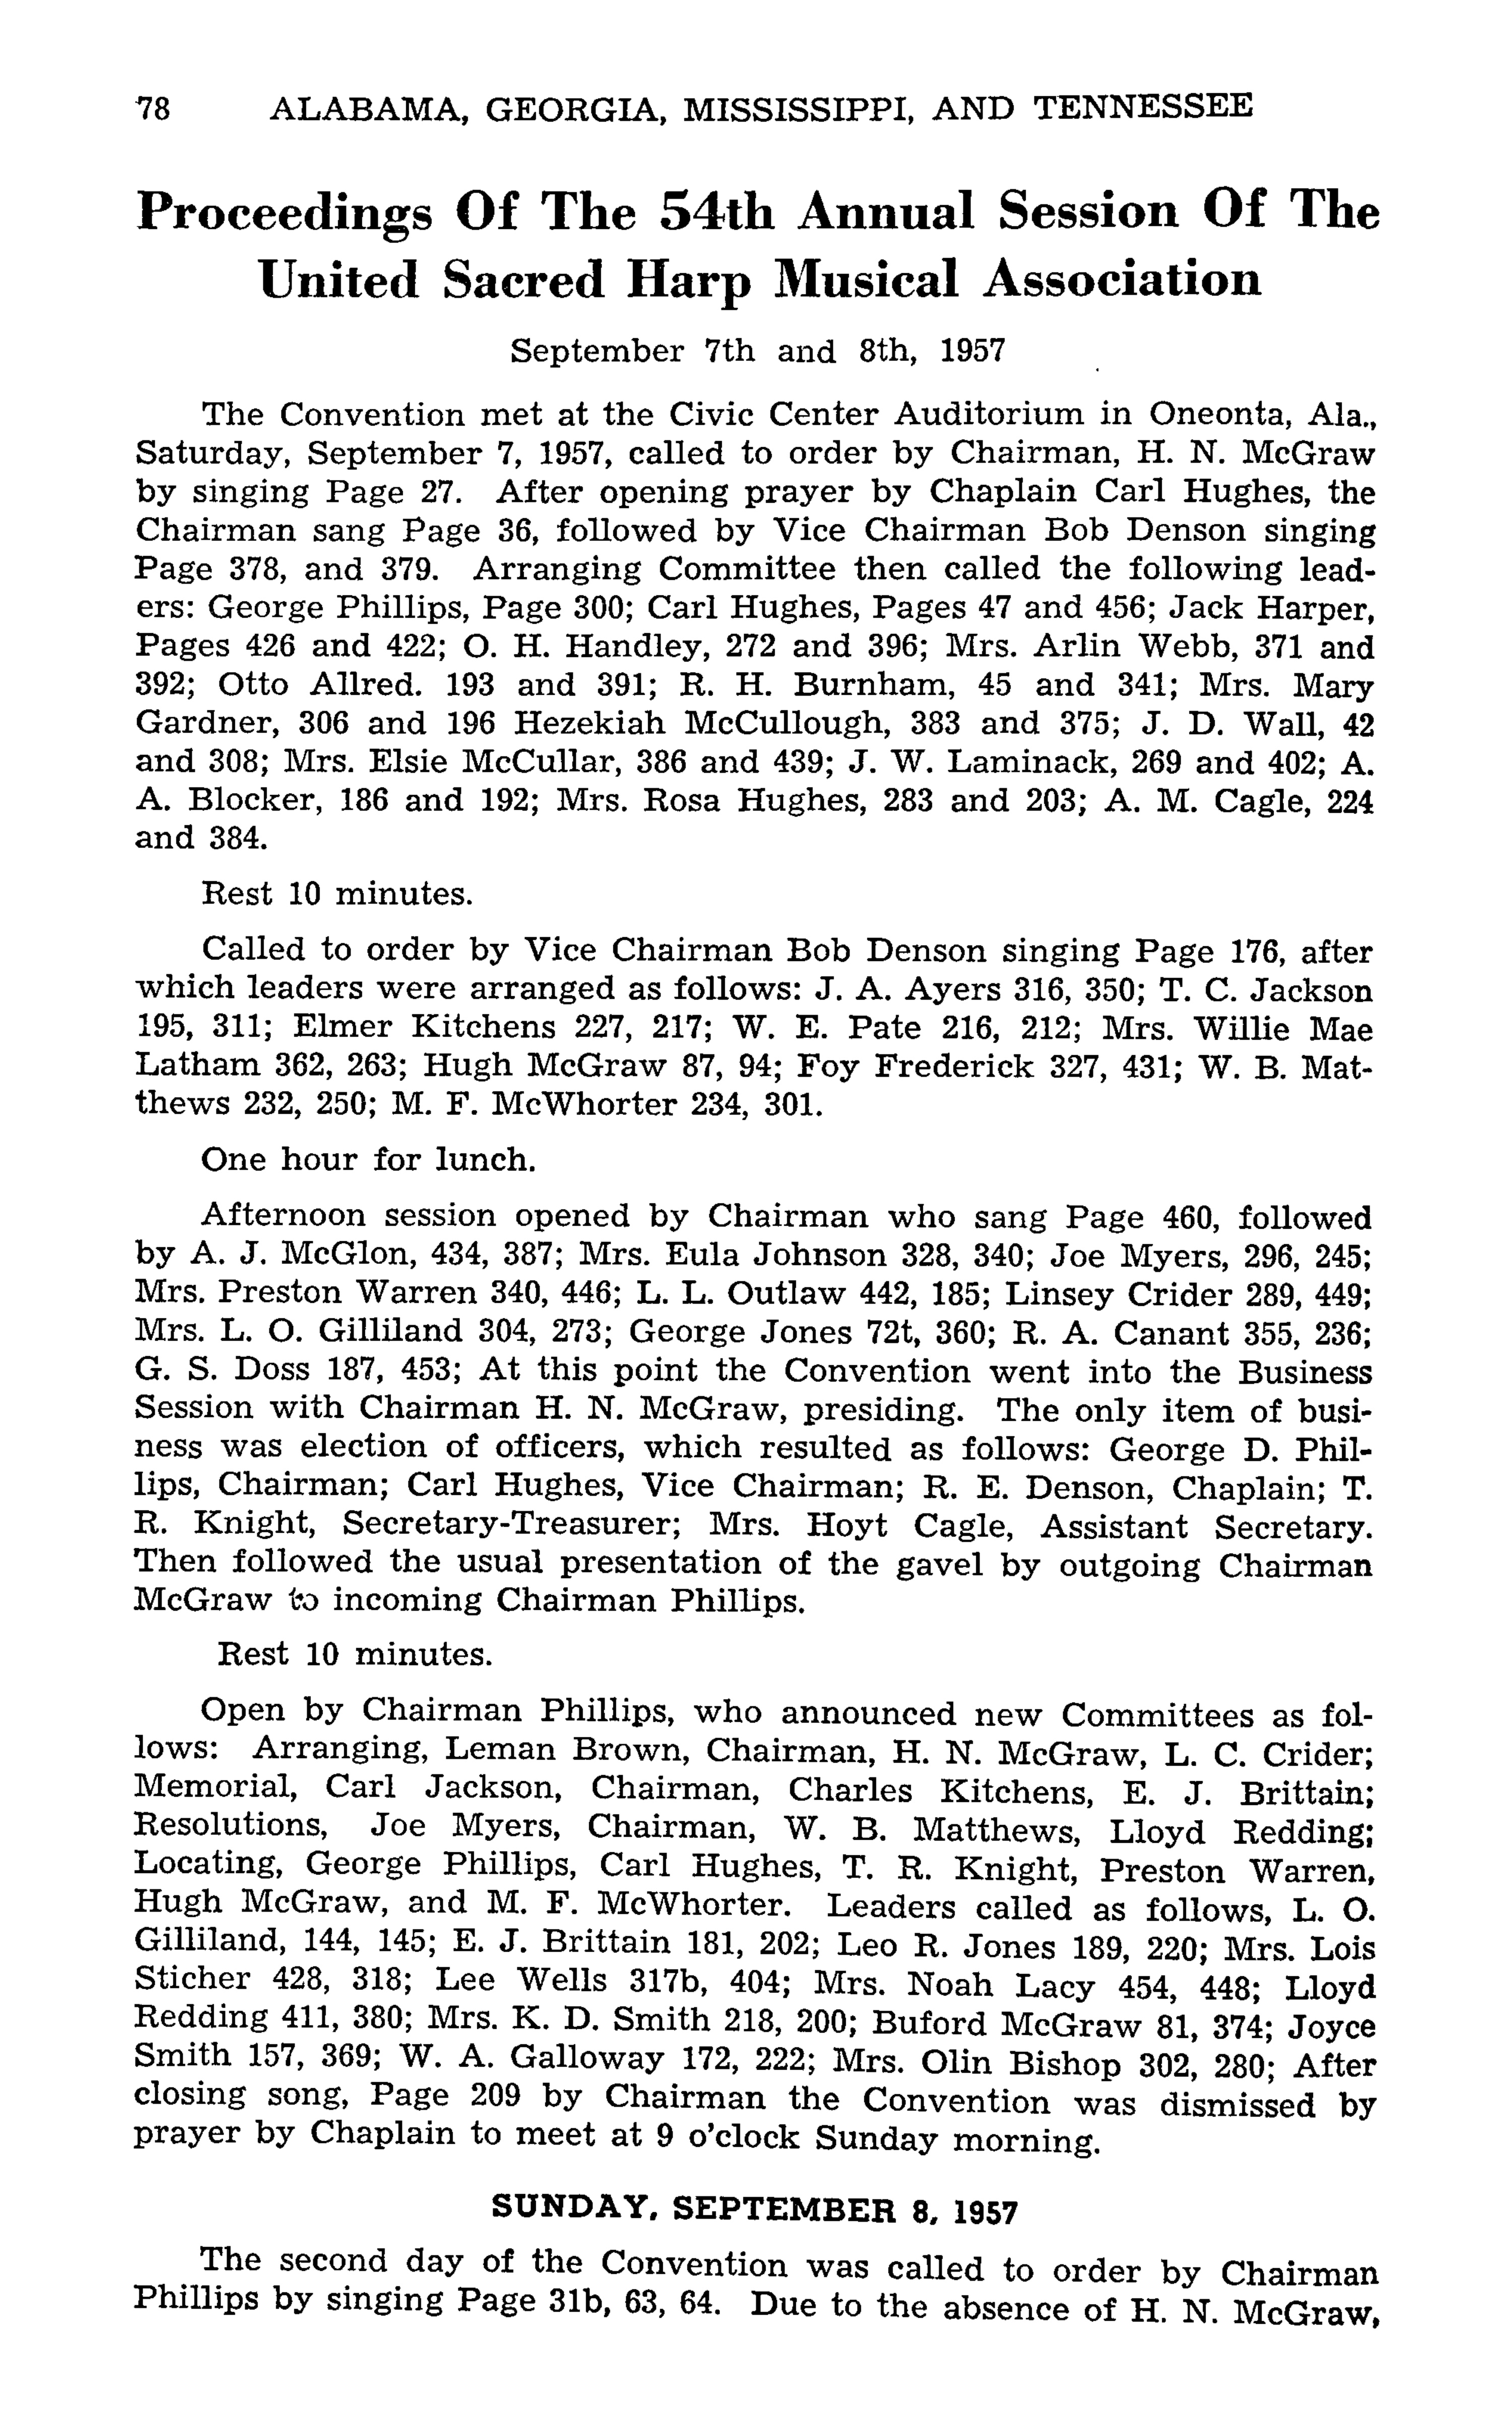 78 ALABAMA, GEORGIA, MISSISSIPPI, AND TENNESSEE
Proceedings Of The 54th Annual Session Of The
United Sacred Harp Musical Association
September 7th and 8th, 1957
The Convention met at the Civic Center Auditorium in Oneonta, Ala.,
Saturday, September 7, 1957, called to order by Chairman, H. N. McGraw
by singing Page 27. After opening prayer by Chaplain Carl Hughes, the
Chairman sang Page 36, followed by Vice Chairman Bob Denson singing
Page 378, and 379. Arranging Committee then called the following lead-
ers: George Phillips, Page 300; Carl Hughes, Pages 47 and 456; Jack Harper,
Pages 426 and 422; O. H. Handley, 272 and 396; Mrs. Arlin Webb, 371 and
392; Otto Allred. 193 and 391; R. H. Burnham, 45 and 341; Mrs. Mary
Gardner, 306 and 196 Hezekiah McCullough, 383 and 375; J. D. Wall, 42
and 308; Mrs. Elsie McCullar, 386 and 439; J. W. Laminack, 269 and 402; A.
A. Blocker, 186 and 192; Mrs. Rosa Hughes, 283 and 203; A. M. Cagle, 224
and 384.
Rest 10 minutes.
Called to order by Vice Chairman Bob Denson singing Page 176, after
which leaders were arranged as follows: J. A. Ayers 316, 350; T. C. Jackson
195, 311; Elmer Kitchens 227, 217; W. E. Pate 216, 212; Mrs. Willie Mae
Latham 362, 263; Hugh McGraw 87, 94; Foy Frederick 327, 431; W. B. Mat-
thews 232, 250; M. F. McWhorter 234, 301.
One hour for lunch.
Afternoon session opened by Chairman who sang Page 460, followed
by A. J. McGlon, 434, 387; Mrs. Eula Johnson 328, 340; Joe Myers, 296, 245;
Mrs. Preston Warren 340, 446; L. L. Outlaw 442, 185; Linsey Crider 289, 449;
Mrs. L. O. Gilliland 304, 273; George Jones 72t, 360; R. A. Canant 355, 236;
G. S. Doss 187, 453; At this point the Convention went into the Business
Session with Chairman H. N. McGraw, presiding. The only item of busi-
ness was election of officers, which resulted as follows: George D. Phil-
lips, Chairman; Carl Hughes, Vice Chairman; R. E. Denson, Chaplain; T.
R. Knight, Secretary-Treasurer; Mrs. Hoyt Cagle, Assistant Secretary.
Then followed the usual presentation of the gavel by outgoing Chairman
McGraw to incoming Chairman Phillips.
Rest 10 minutes.
Open by Chairman Phillips, who announced new Committees as fol-
lows: Arranging, Leman Brown, Chairman, H. N. McGraw, L. C. Crider;
Memorial, Carl Jackson, Chairman, Charles Kitchens, E. J. Brittain;
Resolutions, Joe Myers, Chairman, W. B. Matthews, Lloyd Redding;
Locating, George Phillips, Carl Hughes, T. R. Knight, Preston Warren,
Hugh McGraw, and M. F. McWhorter. Leaders called as follows, L. O.
Gilliland, 144, 145; E. J. Brittain 181, 202; Leo R. Jones 189, 220; Mrs. Lois
Sticher 428, 318; Lee Wells 317b, 404; Mrs. Noah Lacy 454, 448; Lloyd
Redding 411, 380; Mrs. K. D. Smith 218, 200; Buford McGraw 81, 374; Joyce
Smith 157, 369; W. A. Galloway 172, 222; Mrs. Olin Bishop 302, 280; After
closing song, Page 209 by Chairman the Convention was dismissed by
prayer by Chaplain to meet at 9 o'clock Sunday morning.
SUNDAY, SEPTEMBER 8, 1957
The second day of the Convention was called to order by Chairman
Phillips by singing Page 31b, 63, 64. Due to the absence of H. N. McGraw,